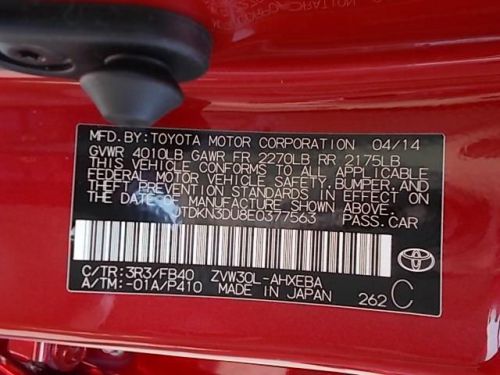 MFD.BY:TOYOTA MOTOR CORPORATION 04/14
GVWR 4010LB GAWR FR 2270LB RR 2175LB
THIS VEHICLE CONFORMS TO ALL APPLICABLE
FEDERAL MOTOR VEHICLE SAFETY, BUMPER, AND
THEFT PREVENTION STANDARDS IN EFFECT ON
THE DATE OF MANUFACTURE SHOWN ABOVE.
JTDKN3DU8E0377563 PASS.CAR
C/TR:3R3/FB40 ZVW30L-AHXEBA
A/TM:-01A/P410 MADE IN JAPAN
TOYOTA
262 C